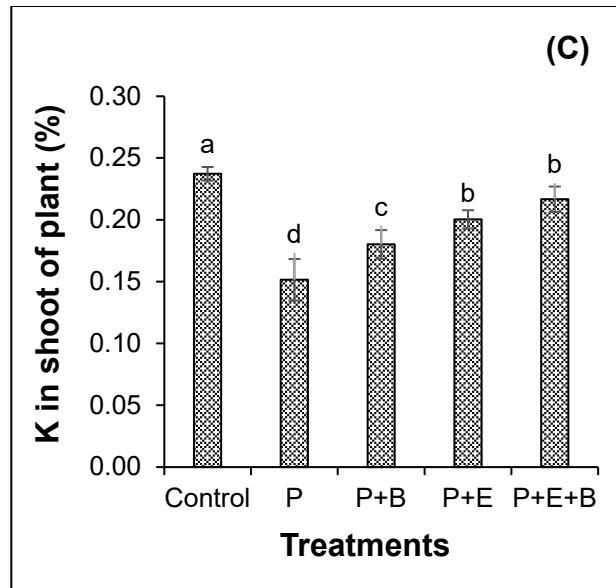 (C)
K in shoot of plant (%)
0.30
0.25
0.20
0.15
0.10
0.05
0.00
a
d
c
b
b
Control P P+B P+E P+E+B
Treatments